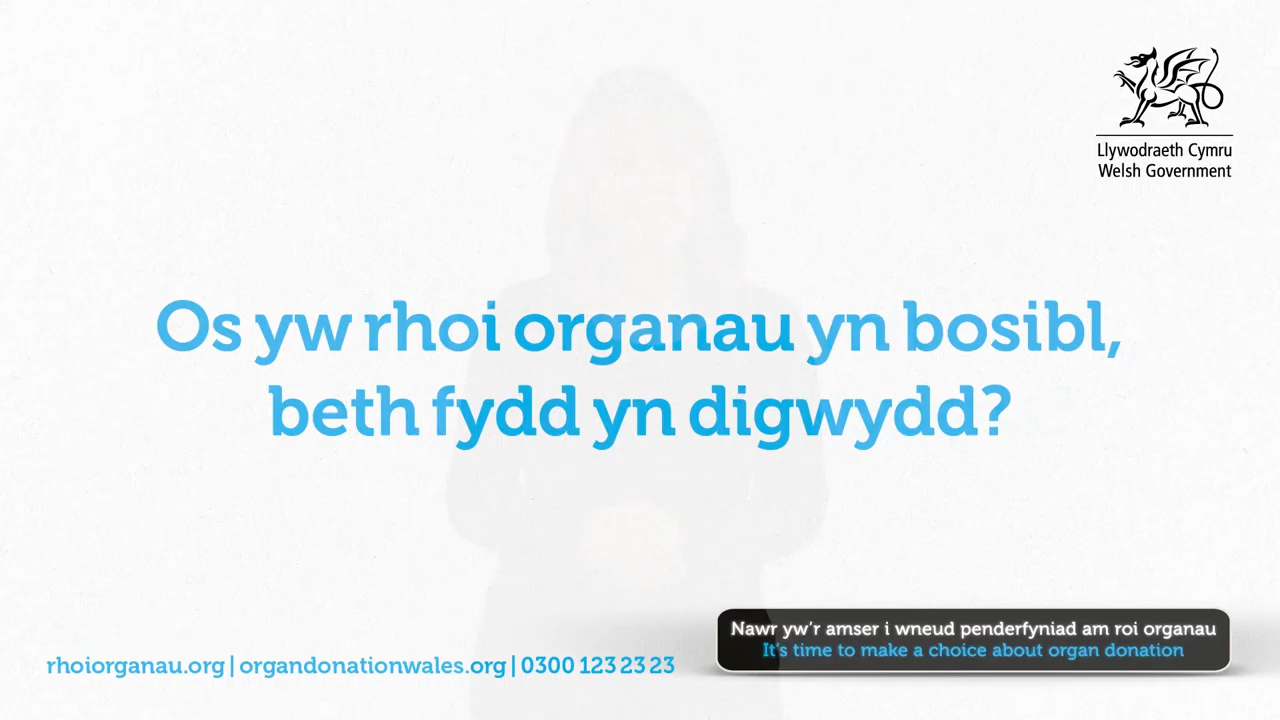 Llywodraeth Cymru
Welsh Government
Os yw rhoi organau yn bosibl,
beth fydd yn digwydd?
Nawr yw'r amser i wneud penderfyniad am roi organau
It's time to make a choice about organ donation
rhoiorganau.org | organdonationwales.org | 0300 123 23 23